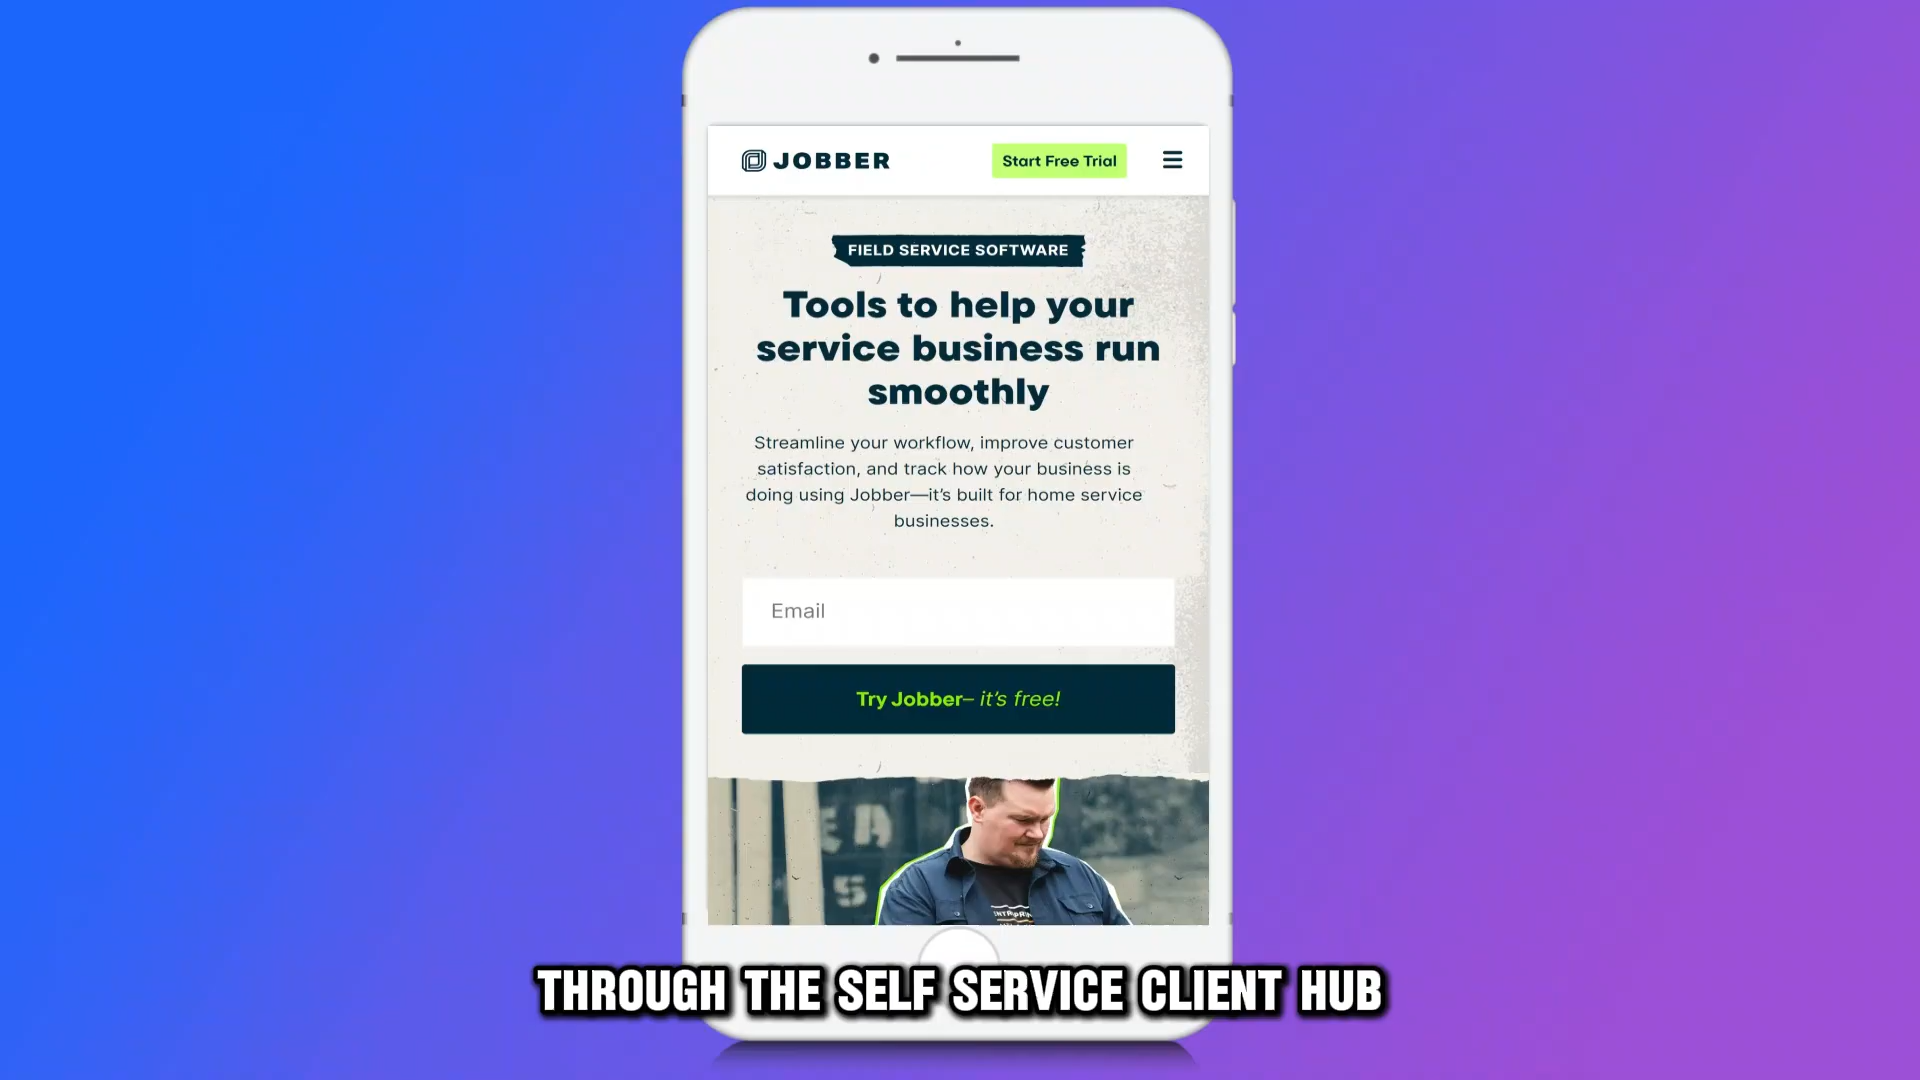 JOBBER
Start Free Trial
FIELD SERVICE SOFTWARE
Tools to help your
service business run
smoothly
Streamline your workflow, improve customer
satisfaction, and track how your business is
doing using Jobber—it's built for home service
businesses.
Email
Try Jobber– it's free!
EA
5
THROUGH THE SELF SERVICE CLIENT HUB